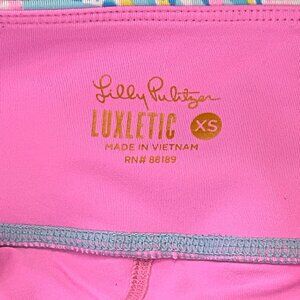 Lilly Pulitzer
LUXLETIC XS
MADE IN VIETNAM
RN# 88189